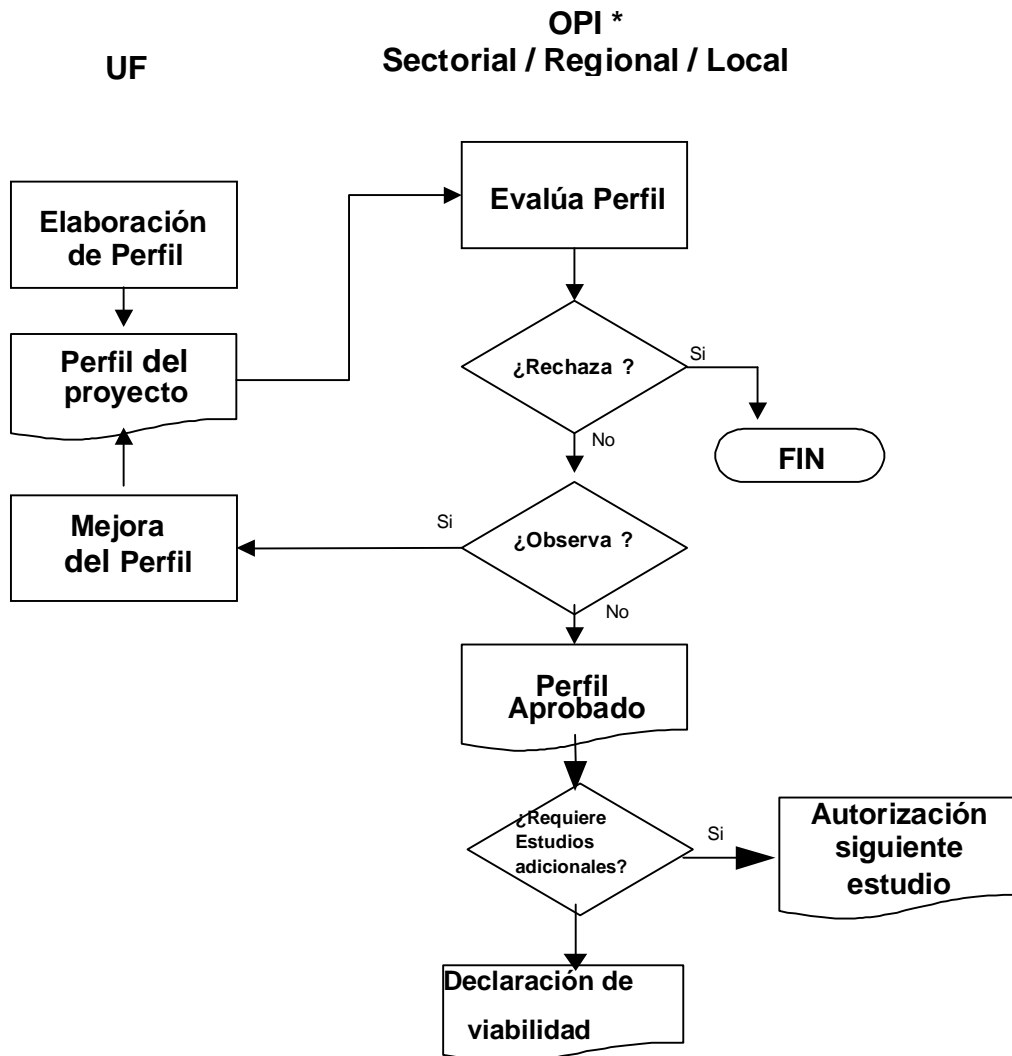 OPI *
Sectorial / Regional / Local
UF
Elaboración
de Perfil
Evalúa Perfil
Perfil del
proyecto
¿Rechaza ?
Si
No
FIN
Mejora
del Perfil
Si
¿Observa ?
No
Perfil
Aprobado
¿Requiere
Estudios
adicionales?
Si
Autorización
siguiente
estudio
Declaración de
viabilidad